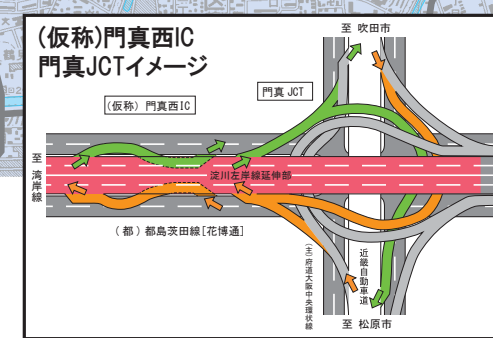 (仮称)門真西IC
門真JCTイメージ
至 吹田市
門真 JCT
(仮称) 門真西IC
至 湾岸線
淀川左岸線延伸部
(都)都島茨田線[花博通]
(主)府道大阪中央環状線
近畿自動車道
至 松原市